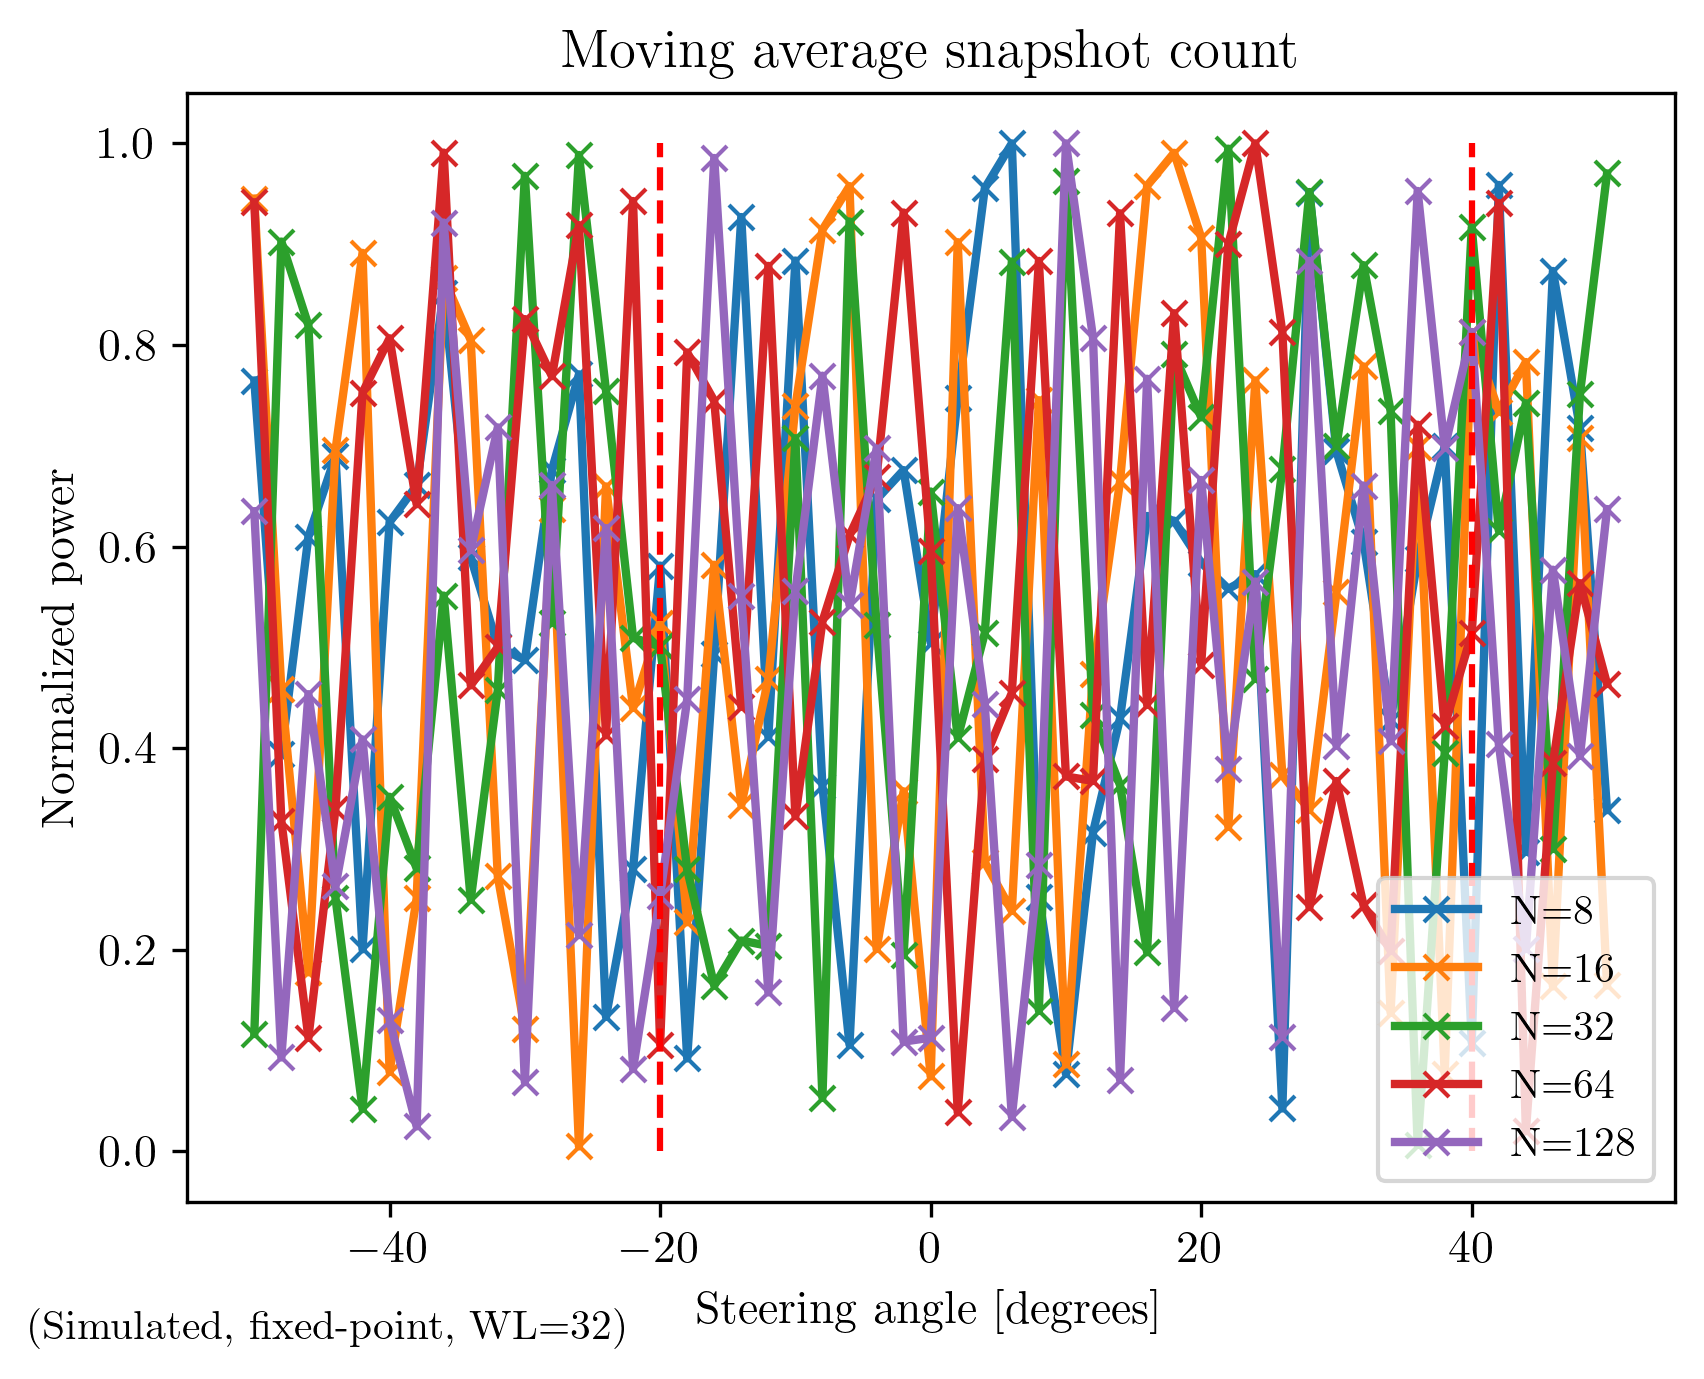 Moving average snapshot count
1.0
0.8
0.6
0.4
0.2
0.0
Normalized power
−40
−20
0
20
40
Steering angle [degrees]
(Simulated, fixed-point, WL=32)
N=8
N=16
N=32
N=64
N=128